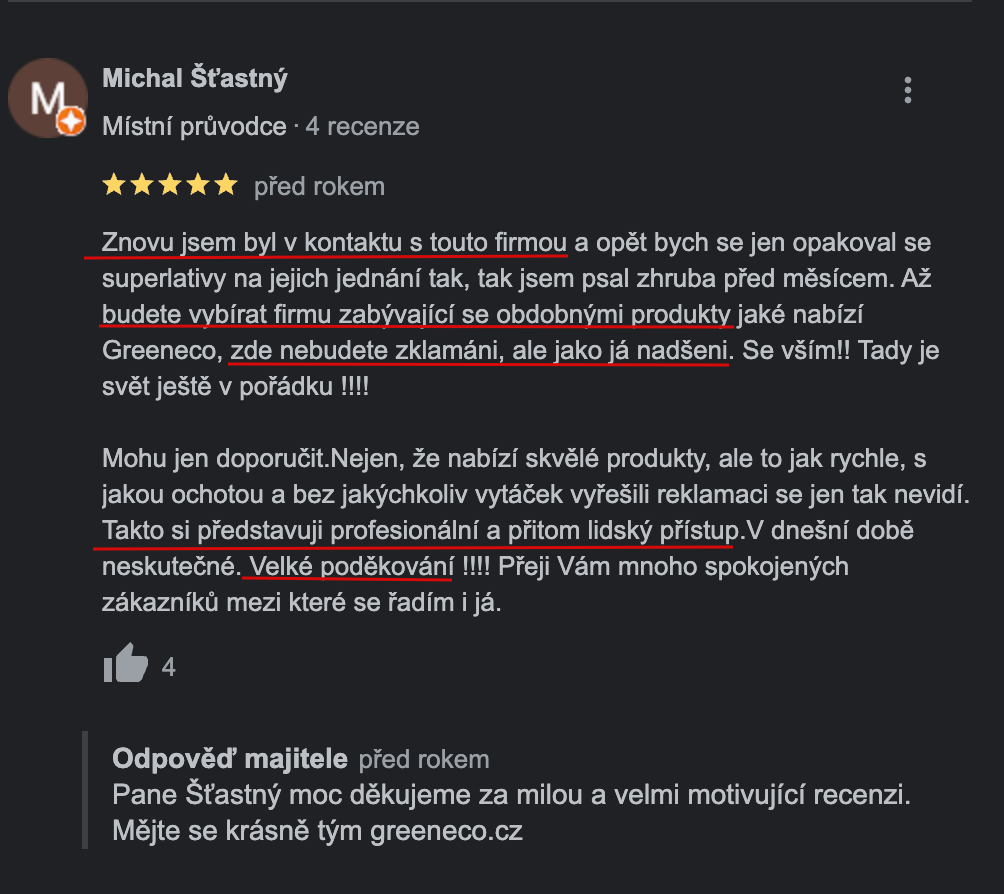 M
Michal Šťastný
Místní průvodce · 4 recenze
před rokem
Znovu jsem byl v kontaktu s touto firmou a opět bych se jen opakoval se
superlativy na jejich jednání tak, tak jsem psal zhruba před měsícem. Až
budete vybírat firmu zabývající se obdobnými produkty jaké nabízí
Greeneco, zde nebudete zklamáni, ale jako já nadšeni. Se vším!! Tady je
svět ještě v pořádku !!!!
Mohu jen doporučit.Nejen, že nabízí skvělé produkty, ale to jak rychle, s
jakou ochotou a bez jakýchkoliv vytáček vyřešili reklamaci se jen tak nevidí.
Takto si představuji profesionální a přitom lidský přístup.V dnešní době
neskutečné. Velké poděkování !!!! Přeji Vám mnoho spokojených
zákazníků mezi které se řadím i já.
4
Odpověď majitele před rokem
Pane Šťastný moc děkujeme za milou a velmi motivující recenzi.
Mějte se krásně tým greeneco.cz